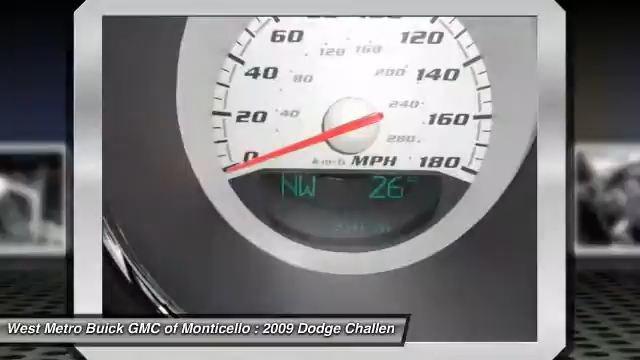 60 120
120 160
40 80 200 140
20 40 240 160
280
0 km/h MPH 180
NW 26°
West Metro Buick GMC of Monticello : 2009 Dodge Challen